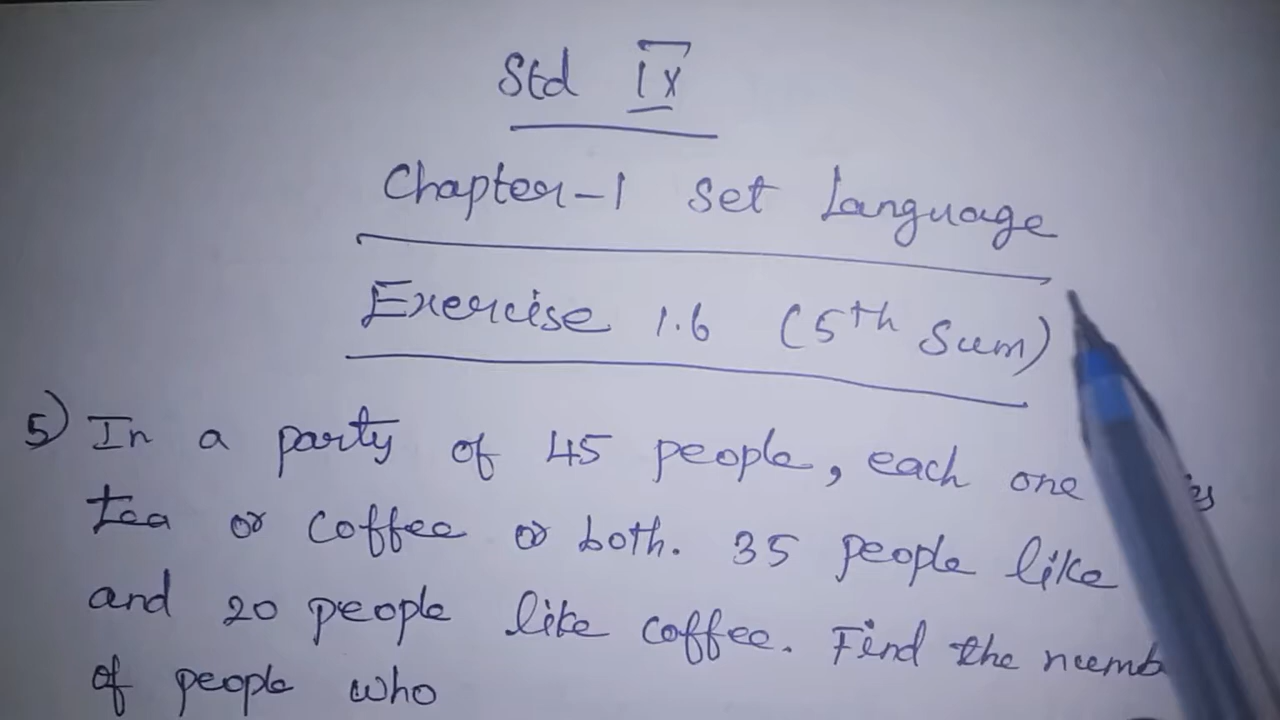 Std IX
Chapter-1 Set Language
Exercise 1.6 (5th Sum)
5) In a party of 45 people, each one
tea or coffee or both. 35 people like
and 20 people like coffee. Find the
of people who